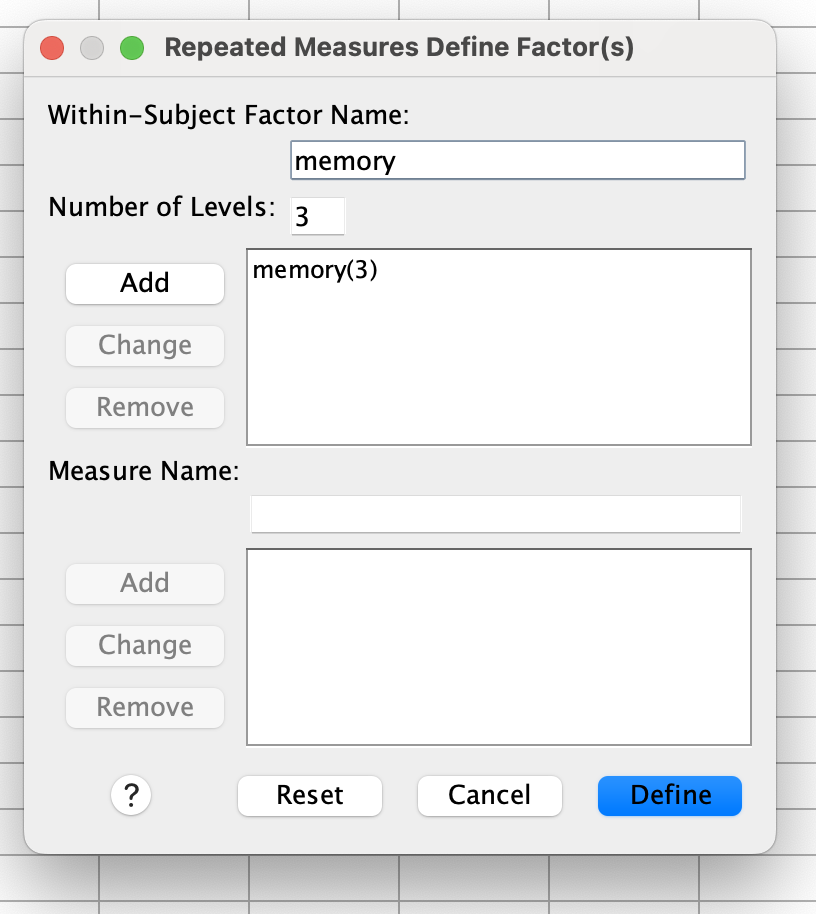 Repeated Measures Define Factor(s)
Within-Subject Factor Name:
memory
Number of Levels: 3
Add
memory(3)
Change
Remove
Measure Name:
Add
Change
Remove
? Reset Cancel Define